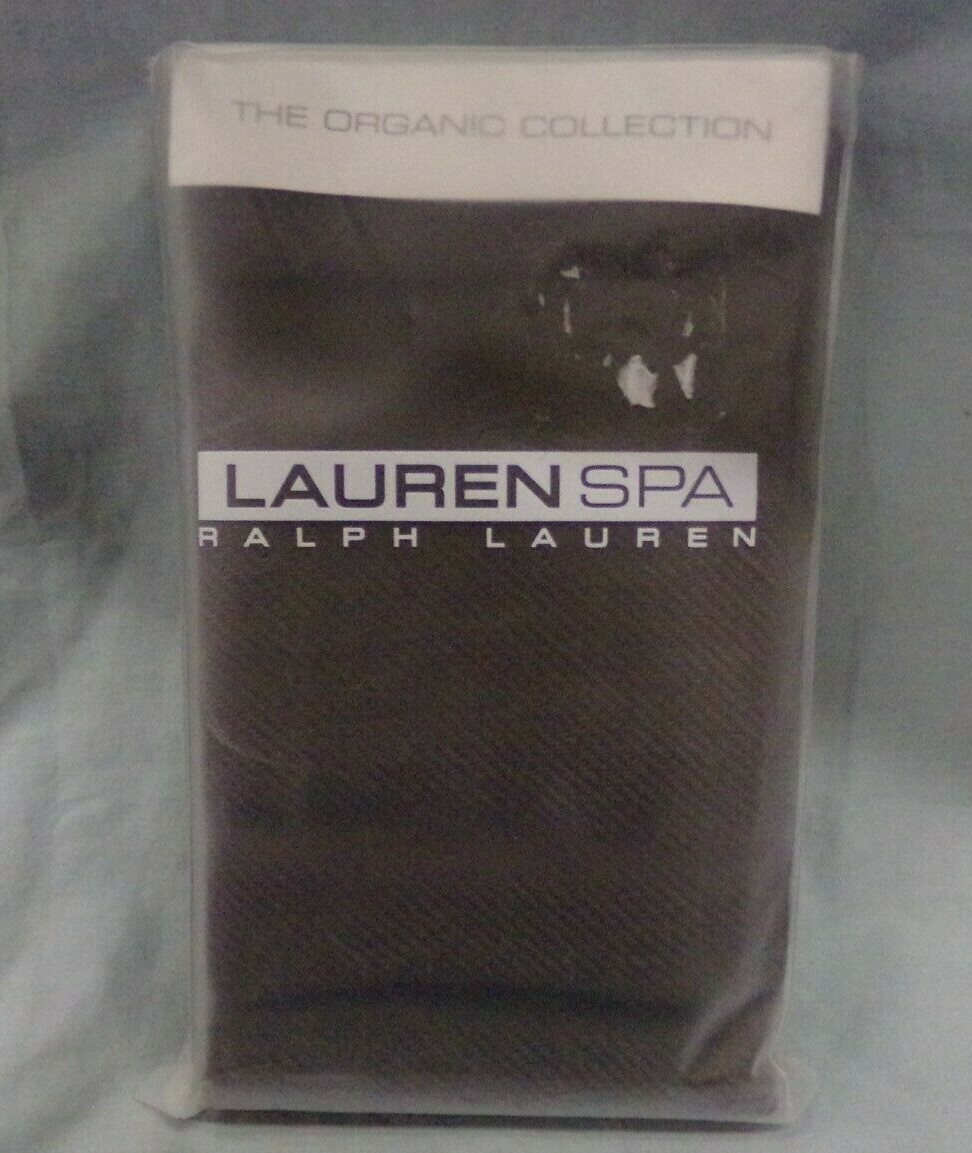 THE ORGANIC COLLECTION
LAUREN SPA
RALPH LAUREN